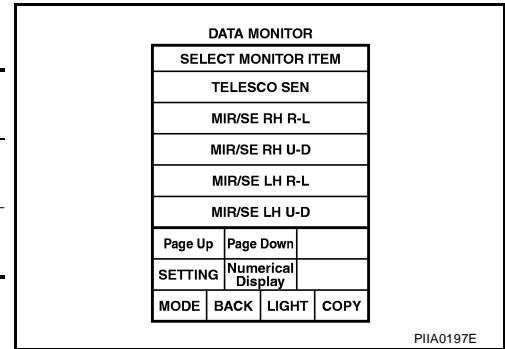 DATA MONITOR
SELECT MONITOR ITEM
TELESCO SEN
MIR/SE RH R-L
MIR/SE RH U-D
MIR/SE LH R-L
MIR/SE LH U-D
Page Up Page Down
SETTING Numerical
Display
MODE BACK LIGHT COPY
PIIA0197E